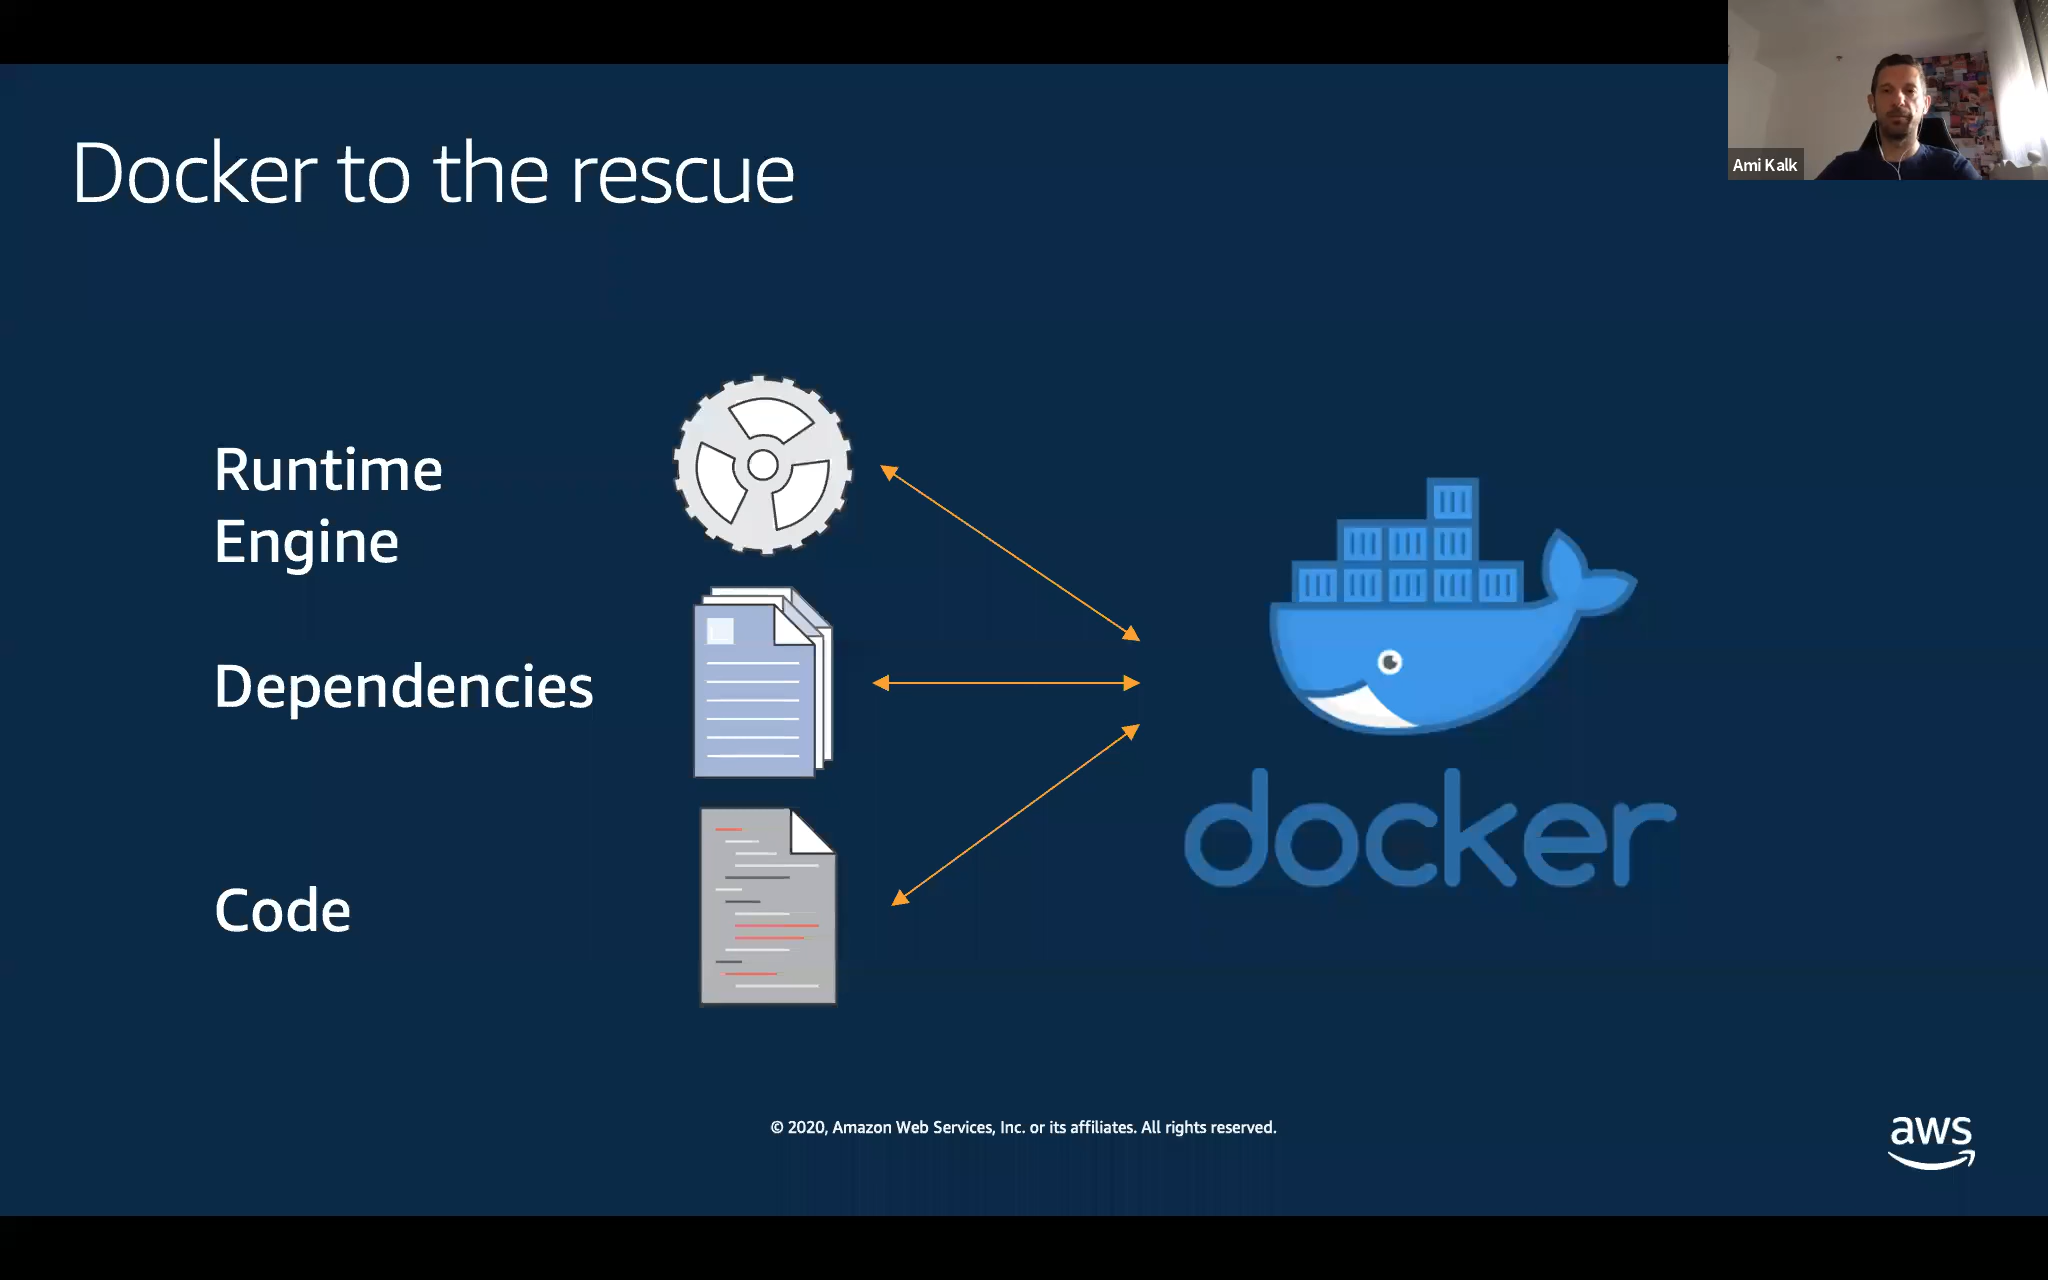 Docker to the rescue
Ami Kalk
Runtime
Engine
Dependencies
Code
docker
© 2020, Amazon Web Services, Inc. or its affiliates. All rights reserved.
aws